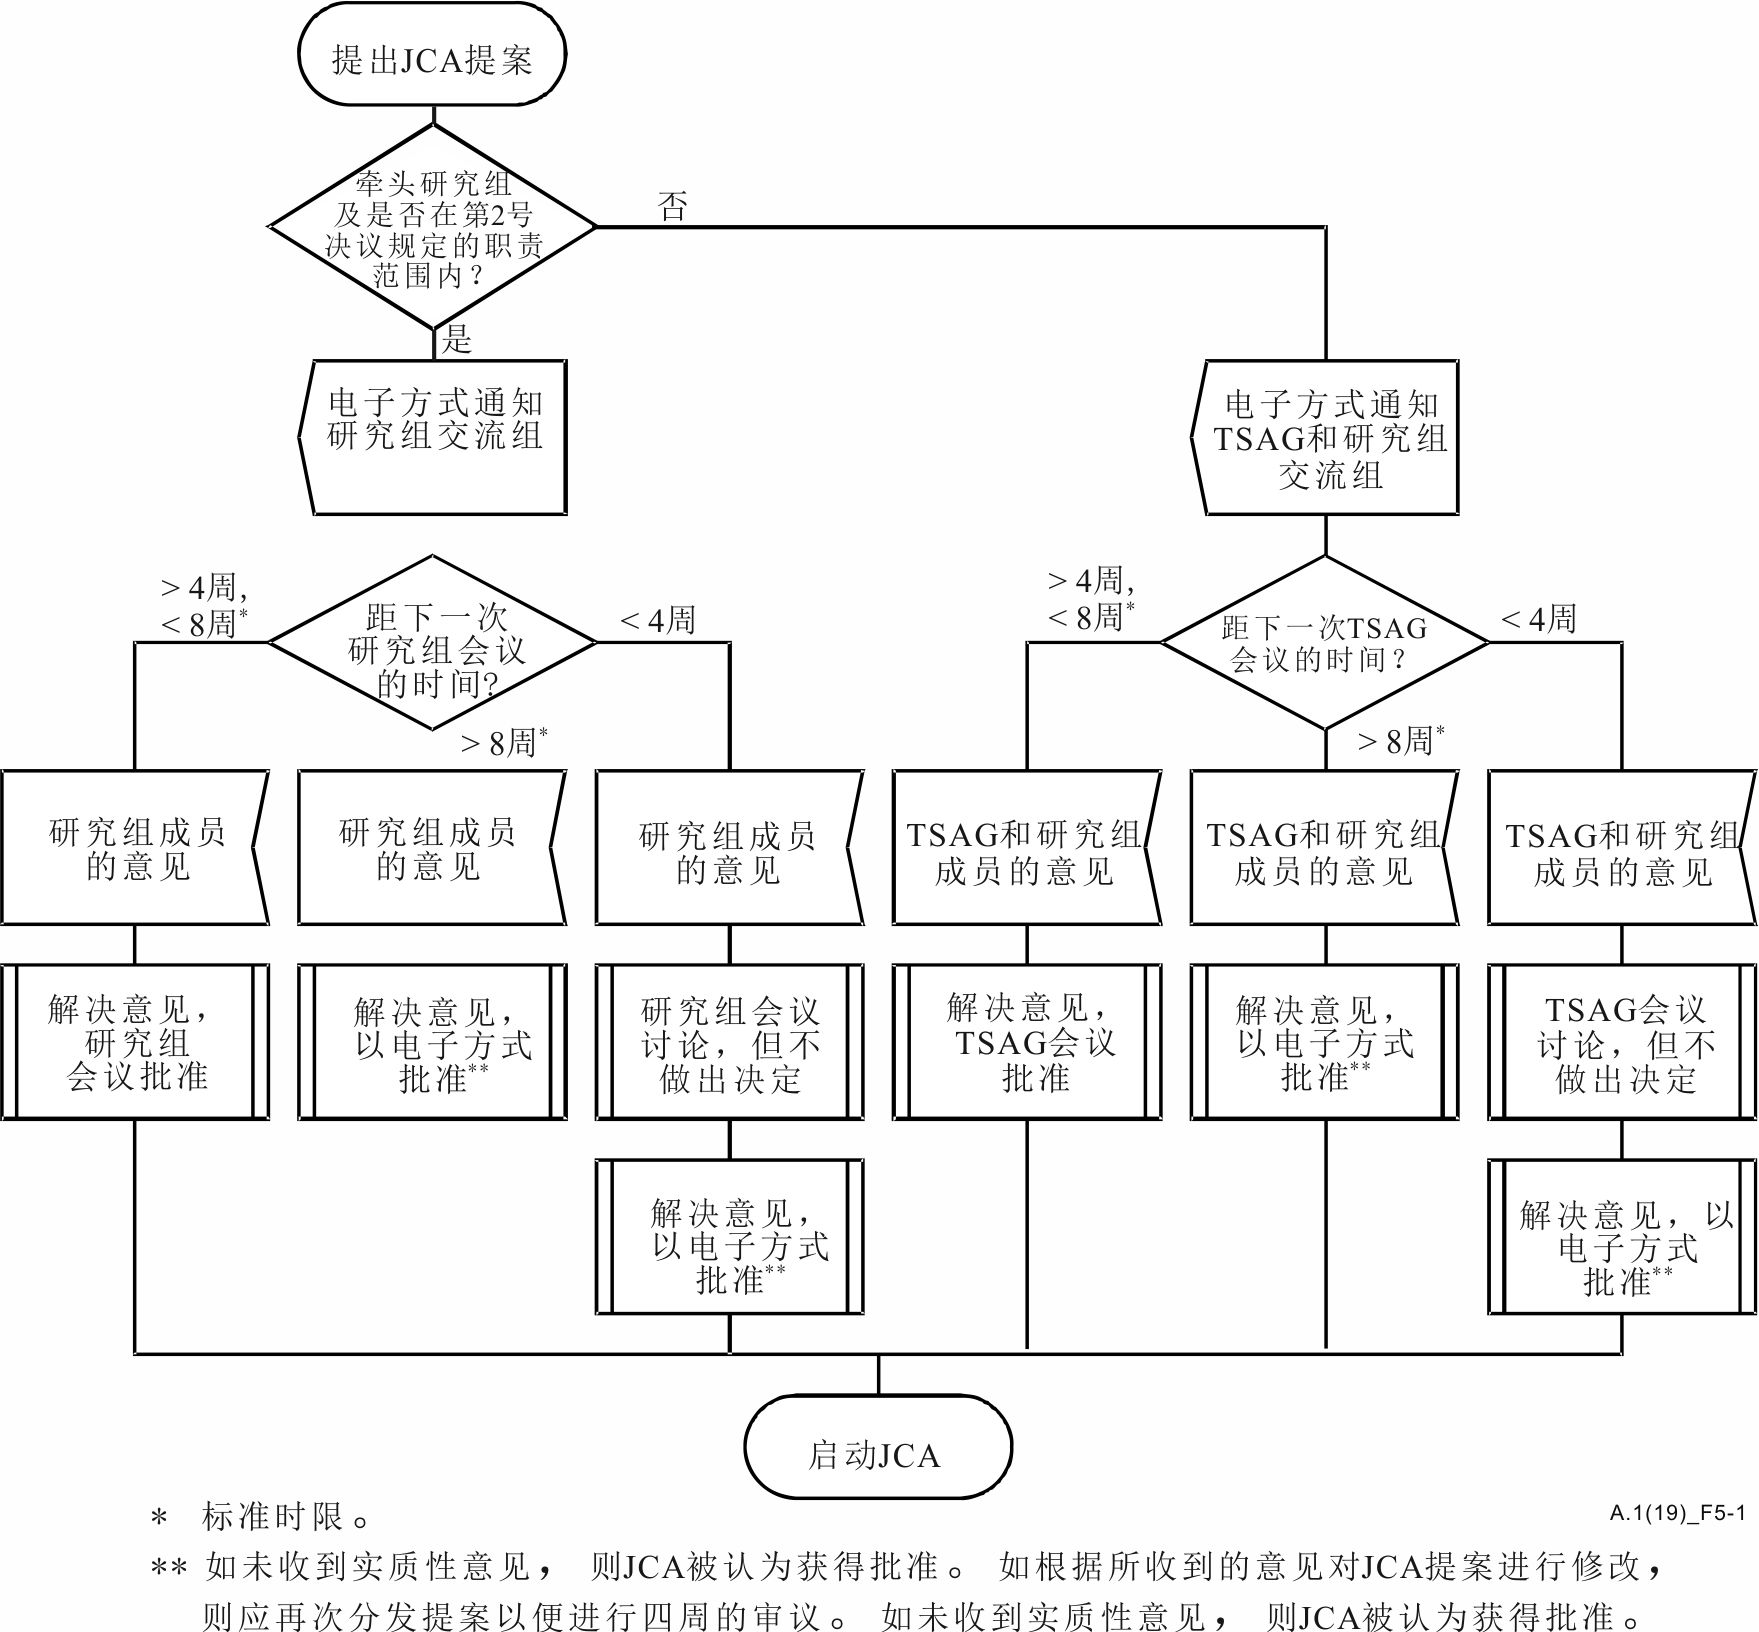 提出JCA提案
牵头研究组
及是否在第2号
决议规定的职责
范围内？
否
是
电子方式通知
研究组交流组
电子方式通知
TSAG和研究组
交流组
> 4周,
< 8周*
距下一次
研究组会议
的时间?
< 4周
> 8周*
> 4周,
< 8周*
距下一次TSAG
会议的时间？
< 4周
> 8周*
研究组成员
的意见
研究组成员
的意见
研究组成员
的意见
TSAG和研究组
成员的意见
TSAG和研究组
成员的意见
TSAG和研究组
成员的意见
解决意见，
研究组
会议批准
解决意见，
以电子方式
批准**
研究组会议
讨论，但不
做出决定
解决意见，
TSAG会议
批准
解决意见，
以电子方式
批准**
TSAG会议
讨论，但不
做出决定
解决意见，
以电子方式
批准**
解决意见，以
电子方式
批准**
启动JCA
* 标准时限。
A.1(19)_F5-1
** 如未收到实质性意见， 则JCA被认为获得批准。 如根据所收到的意见对JCA提案进行修改，
则应再次分发提案以便进行四周的审议。 如未收到实质性意见， 则JCA被认为获得批准。